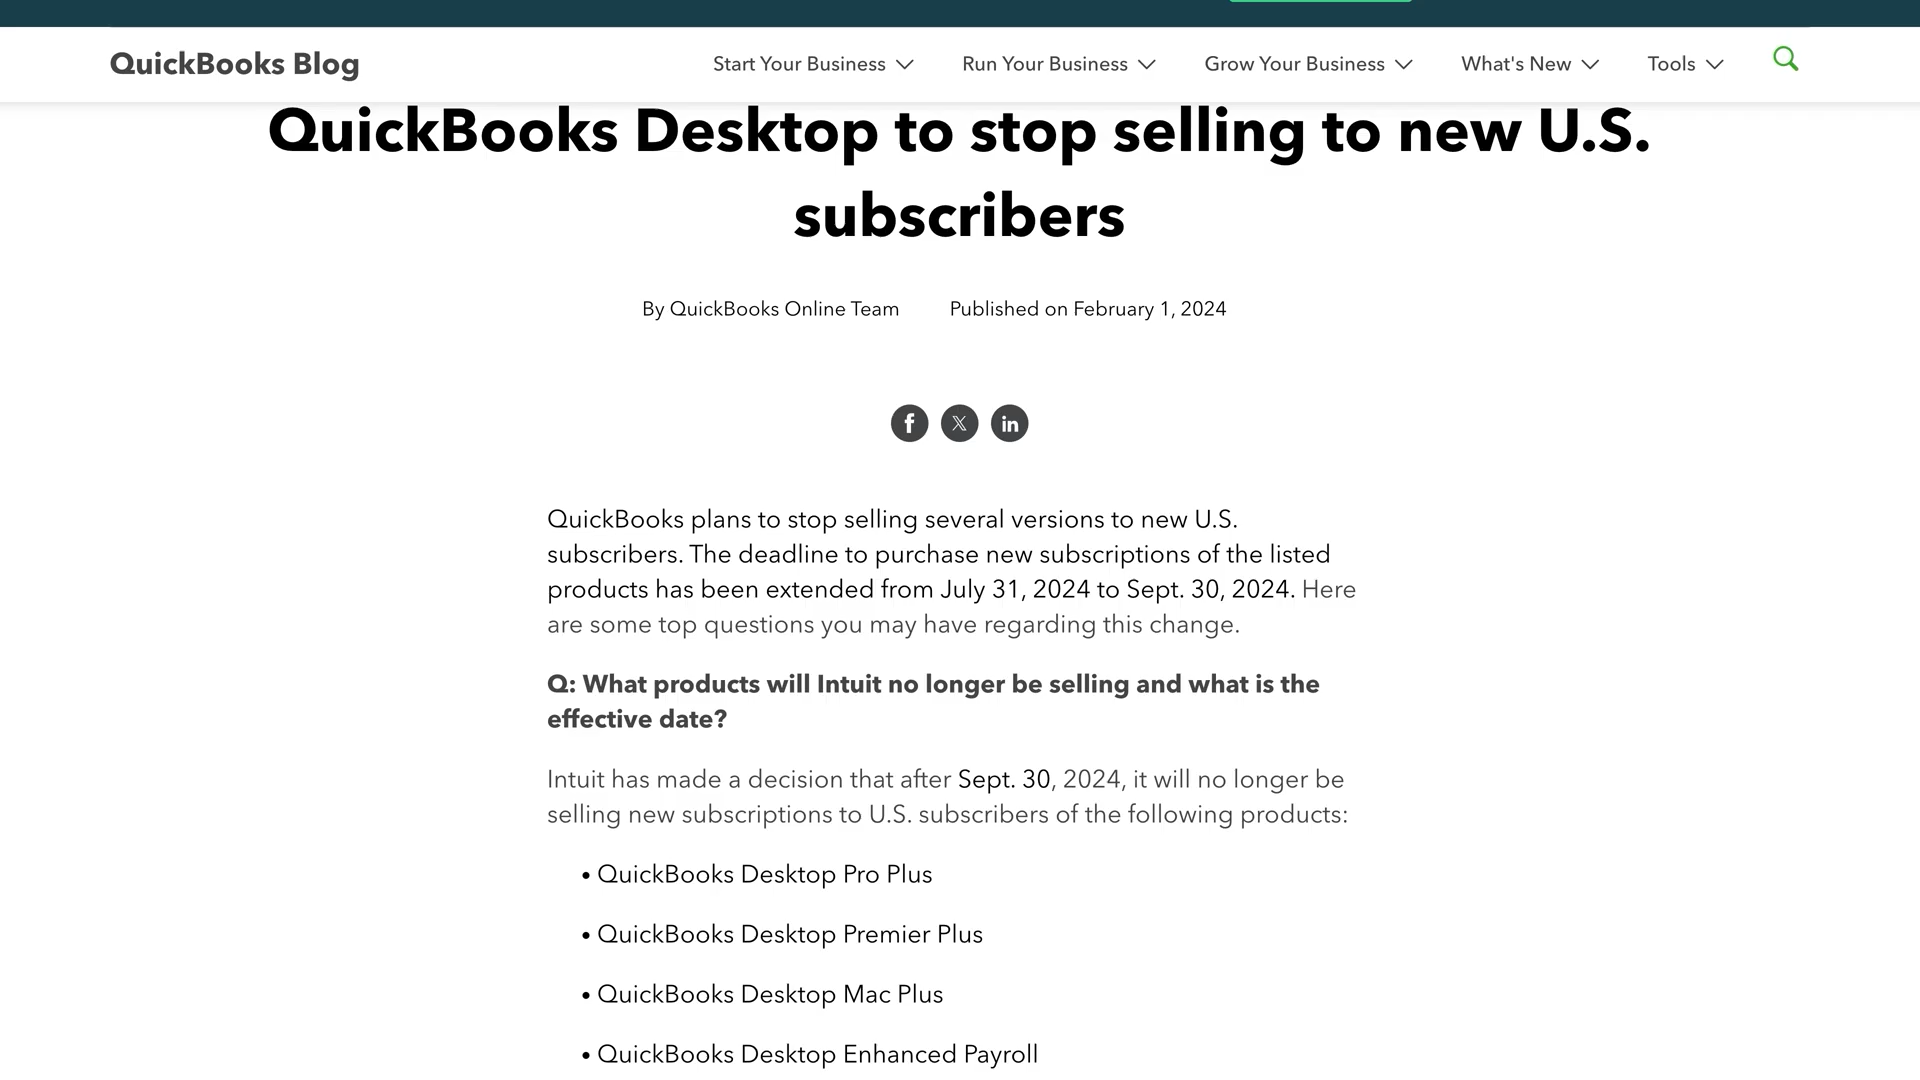 QuickBooks Blog
Start Your Business
Run Your Business
Grow Your Business
What's New
Tools
QuickBooks Desktop to stop selling to new U.S.
subscribers
By QuickBooks Online Team
Published on February 1, 2024
QuickBooks plans to stop selling several versions to new U.S.
subscribers. The deadline to purchase new subscriptions of the listed
products has been extended from July 31, 2024 to Sept. 30, 2024. Here
are some top questions you may have regarding this change.
Q: What products will Intuit no longer be selling and what is the
effective date?
Intuit has made a decision that after Sept. 30, 2024, it will no longer be
selling new subscriptions to U.S. subscribers of the following products:
• QuickBooks Desktop Pro Plus
• QuickBooks Desktop Premier Plus
• QuickBooks Desktop Mac Plus
• QuickBooks Desktop Enhanced Payroll